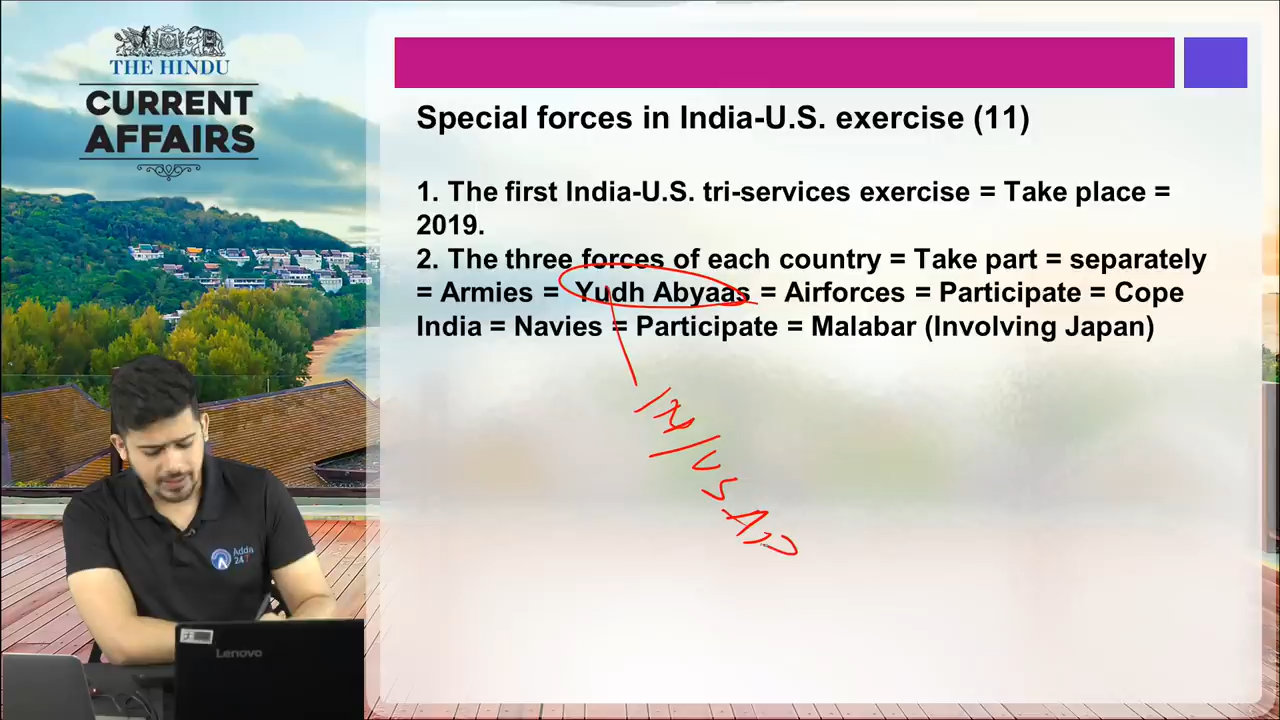 THE HINDU
CURRENT
AFFAIRS
Special forces in India-U.S. exercise (11)
1. The first India-U.S. tri-services exercise = Take place =
2019.
2. The three forces of each country = Take part = separately
= Armies = Yudh Abyaas = Airforces = Participate = Cope
India = Navies = Participate = Malabar (Involving Japan)
Adda
247
Lenovo